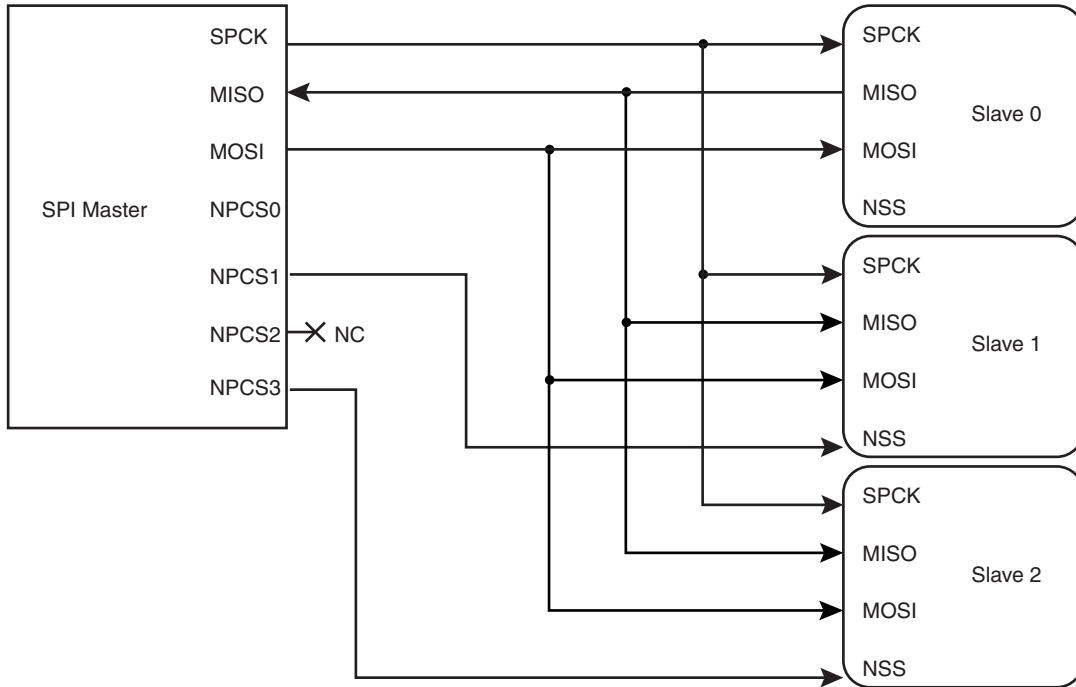 SPI Master
SPCK
MISO
MOSI
NPCS0
NPCS1
NPCS2
NC
NPCS3
SPCK
MISO
Slave 0
MOSI
NSS
SPCK
MISO
Slave 1
MOSI
NSS
SPCK
MISO
Slave 2
MOSI
NSS